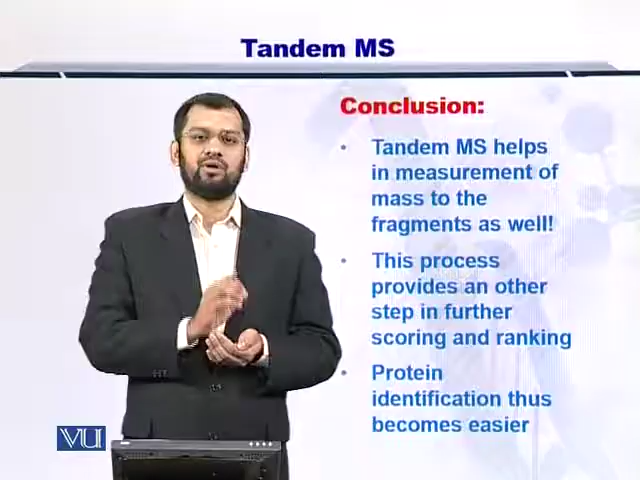 Tandem MS
Conclusion:
• Tandem MS helps
in measurement of
mass to the
fragments as well!
• This process
provides an other
step in further
scoring and ranking
• Protein
identification thus
becomes easier
VU